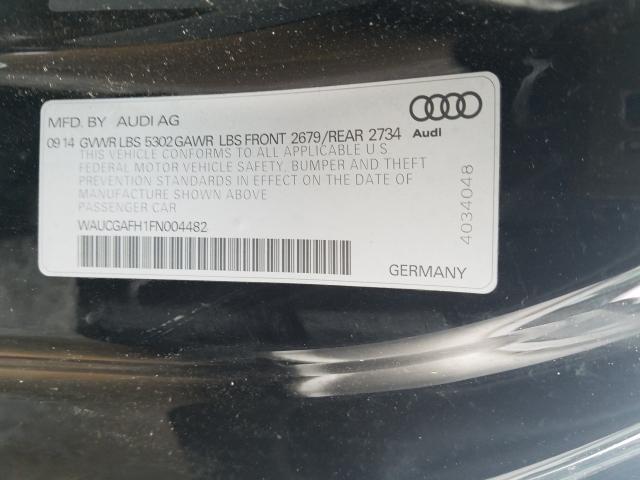 MFD. BY AUDI AG
09 14 GVWR LBS 5302 GAWR LBS FRONT 2679/REAR 2734
THIS VEHICLE CONFORMS TO ALL APPLICABLE U S
FEDERAL MOTOR VEHICLE SAFETY, BUMPER AND THEFT
PREVENTION STANDARDS IN EFFECT ON THE DATE OF
MANUFACTURE SHOWN ABOVE
PASSENGER CAR
WAUCGAFH1FN004482
GERMANY
Audi
4034048